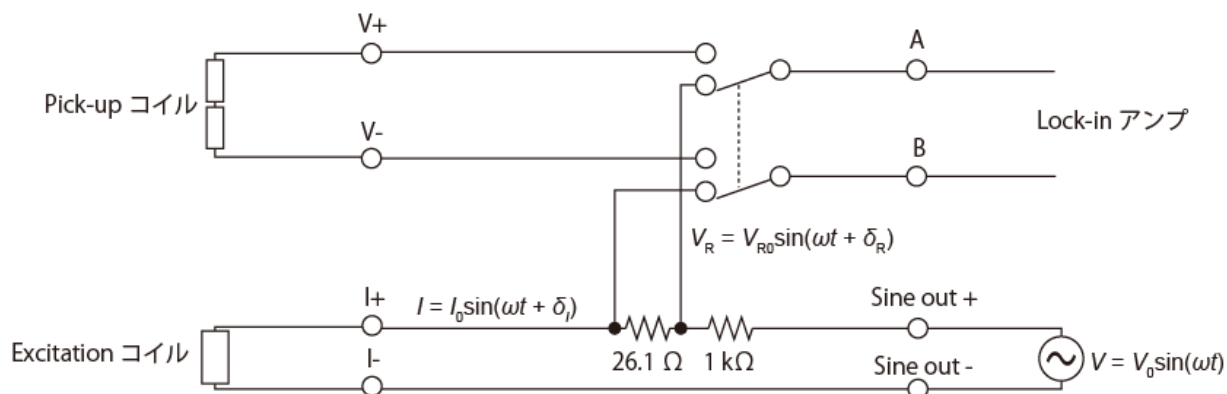 V+
A
Pick-up コイル
Lock-in アンプ
V-
B
V_R = V_R0 sin(ωt + δ_R)
I+
I = I_0 sin(ωt + δ_I)
Sine out +
Excitation コイル
I-
26.1 Ω
1 kΩ
Sine out -
V = V_0 sin(ωt)